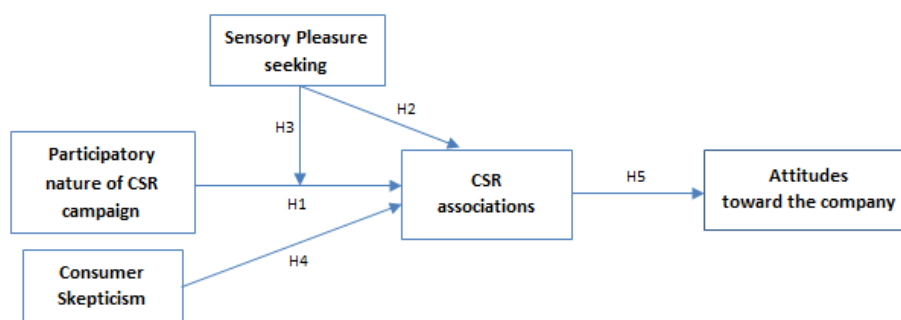 Sensory Pleasure
seeking
H3
H2
Participatory
nature of CSR
campaign
H1
CSR
associations
H5
Attitudes
toward the company
H4
Consumer
Skepticism